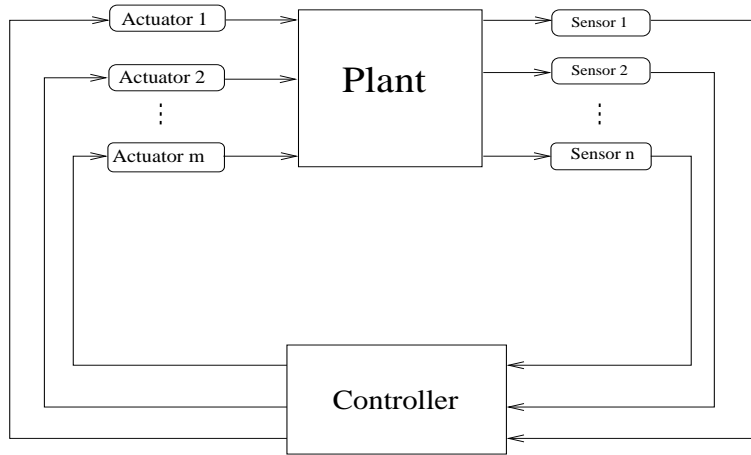 Actuator 1
Plant
Sensor 1
Actuator 2
Sensor 2
Actuator m
Sensor n
Controller